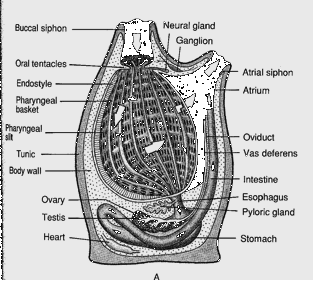 Buccal siphon
Neural gland
Ganglion
Oral tentacles
Atrial siphon
Endostyle
Atrium
Pharyngeal
basket
Pharyngeal
slit
Oviduct
Tunic
Vas deferens
Body wall
Intestine
Ovary
Esophagus
Testis
Pyloric gland
Heart
Stomach
A